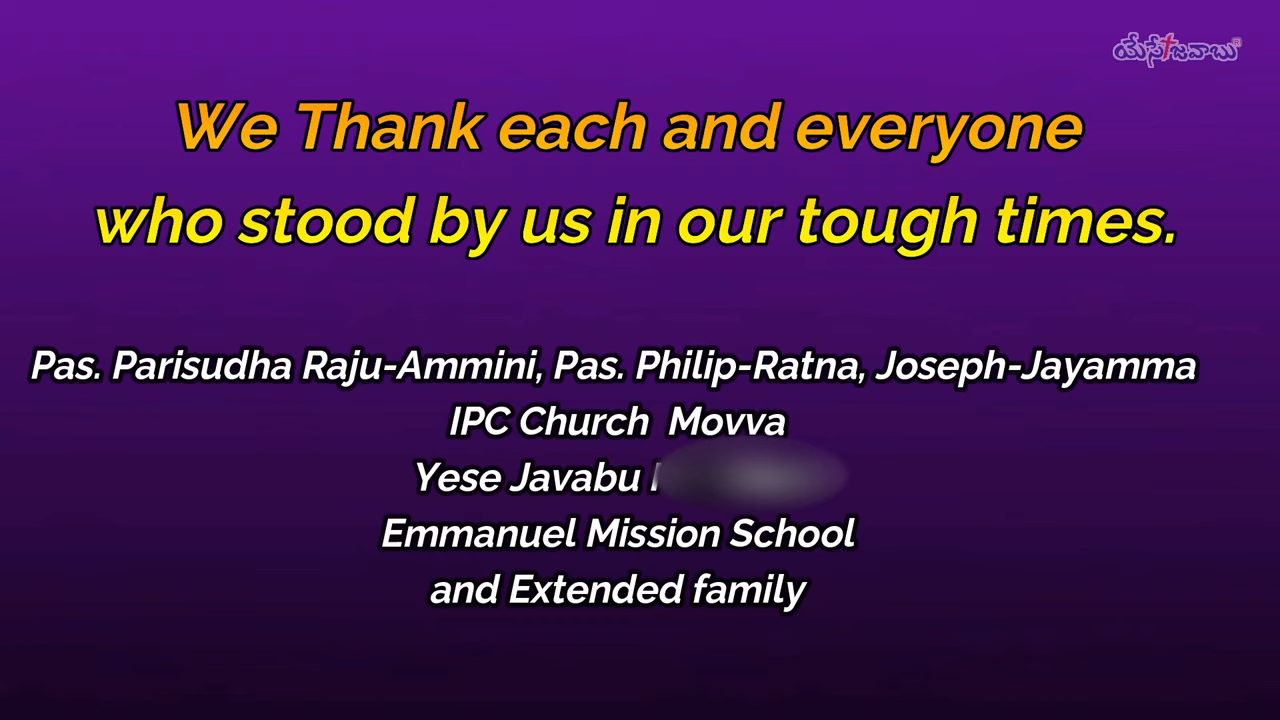 యేసే జవాబు
We Thank each and everyone
who stood by us in our tough times.
Pas. Parisudha Raju-Ammini, Pas. Philip-Ratna, Joseph-Jayamma
IPC Church Movva
Yese Javabu
Emmanuel Mission School
and Extended family